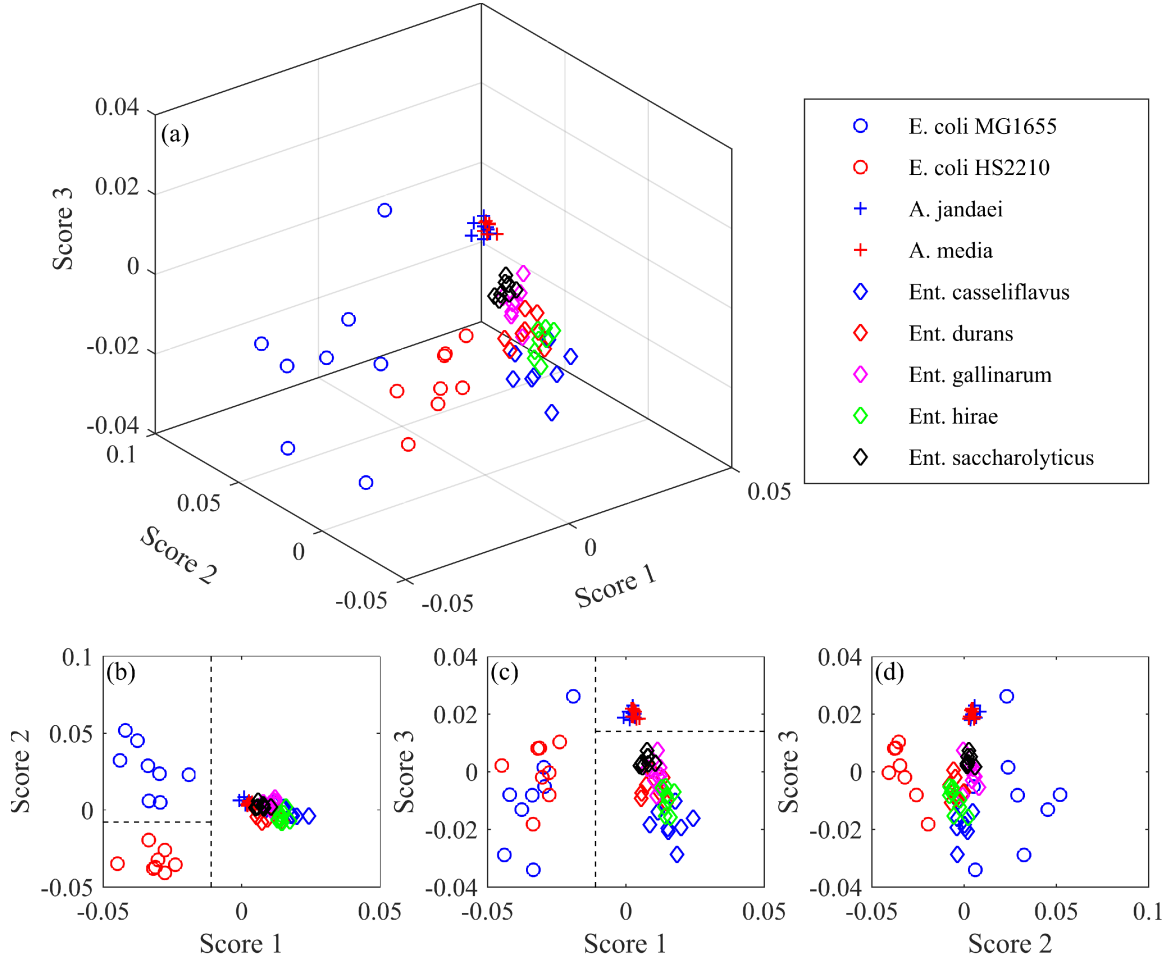 (a)
0.04
0.02
0
-0.02
-0.04
Score 3
0.1
0.05
0
-0.05
Score 2
-0.05
0
0.05
Score 1
E. coli MG1655
E. coli HS2210
A. jandaei
A. media
Ent. casseliflavus
Ent. durans
Ent. gallinarum
Ent. hirae
Ent. saccharolyticus
(b)
0.1
0.05
0
-0.05
Score 2
-0.05
0
0.05
Score 1
(c)
0.04
0.02
0
-0.02
-0.04
Score 3
-0.05
0
0.05
Score 1
(d)
0.04
0.02
0
-0.02
-0.04
Score 3
-0.05
0
0.05
0.1
Score 2